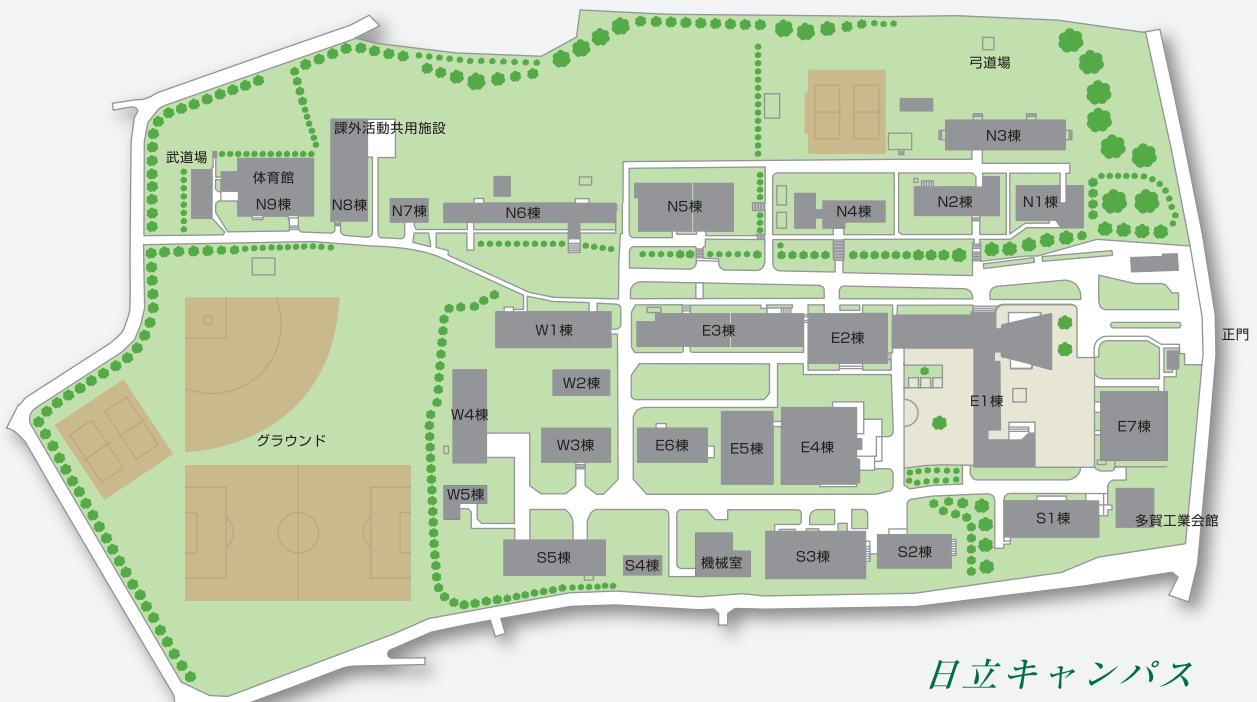 弓道場
課外活動共用施設
N3棟
武道場
体育館
N9棟
N8棟
N7棟
N6棟
N5棟
N4棟
N2棟
N1棟
正門
W1棟
E3棟
E2棟
W2棟
W4棟
E1棟
グラウンド
W3棟
E6棟
E5棟
E4棟
E7棟
W5棟
S1棟
多賀工業会館
S5棟
S4棟
機械室
S3棟
S2棟
日立キャンパス